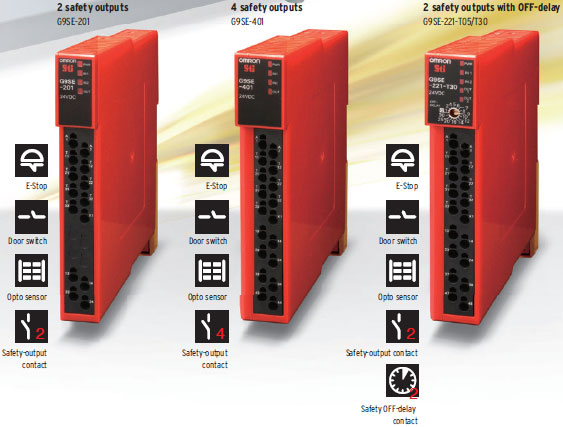 2 safety outputs
G9SE-201
4 safety outputs
G9SE-401
2 safety outputs with OFF-delay
G9SE-221-T05/T30
OMRON
sti
G9SE
-201
24VDC
OMRON
sti
G9SE
-401
24VDC
OMRON
sti
G9SE
-221-T30
24VDC
E-Stop
Door switch
Opto sensor
2
Safety-output
contact
E-Stop
Door switch
Opto sensor
4
Safety-output
contact
E-Stop
Door switch
Opto sensor
2
Safety-output contact
2
Safety OFF-delay
contact